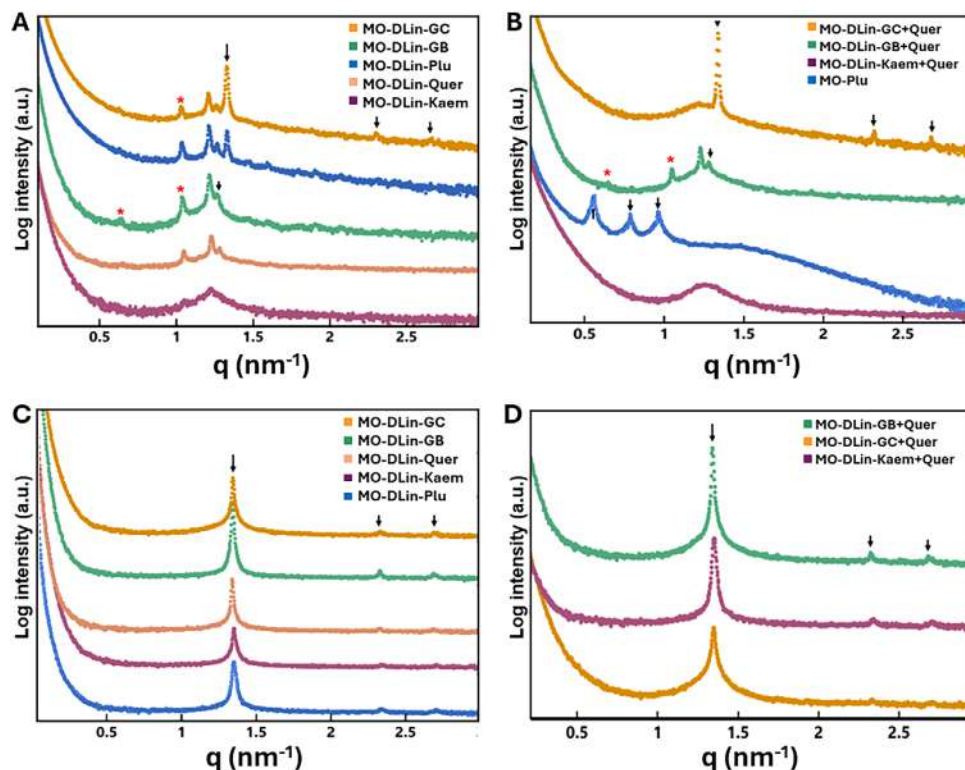 A
MO-DLin-GC
MO-DLin-GB
MO-DLin-Plu
MO-DLin-Quer
MO-DLin-Kaem
*
*
*
Log intensity (a.u.)
0.5 1 1.5 2 2.5
q (nm⁻¹)
B
MO-DLin-GC+Quer
MO-DLin-GB+Quer
MO-DLin-Kaem+Quer
MO-Plu
*
*
Log intensity (a.u.)
0.5 1 1.5 2 2.5
q (nm⁻¹)
C
MO-DLin-GC
MO-DLin-GB
MO-DLin-Quer
MO-DLin-Kaem
MO-DLin-Plu
Log intensity (a.u.)
0.5 1 1.5 2 2.5
q (nm⁻¹)
D
MO-DLin-GB+Quer
MO-DLin-GC+Quer
MO-DLin-Kaem+Quer
Log intensity (a.u.)
0.5 1 1.5 2 2.5
q (nm⁻¹)